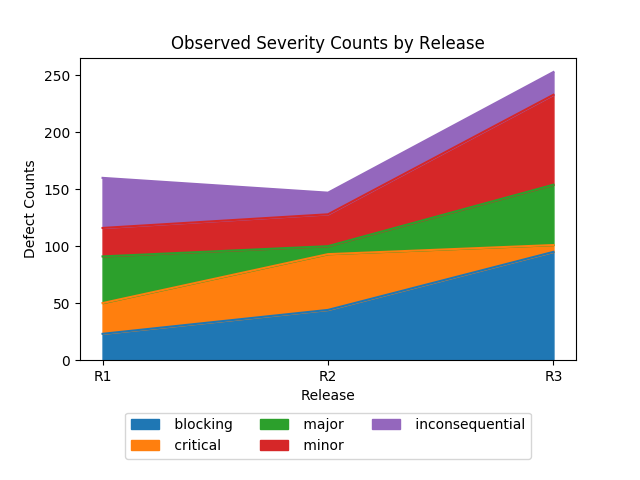 Observed Severity Counts by Release
250
200
150
100
50
0
Defect Counts
R1 R2 R3
Release
blocking major inconsequential
critical minor